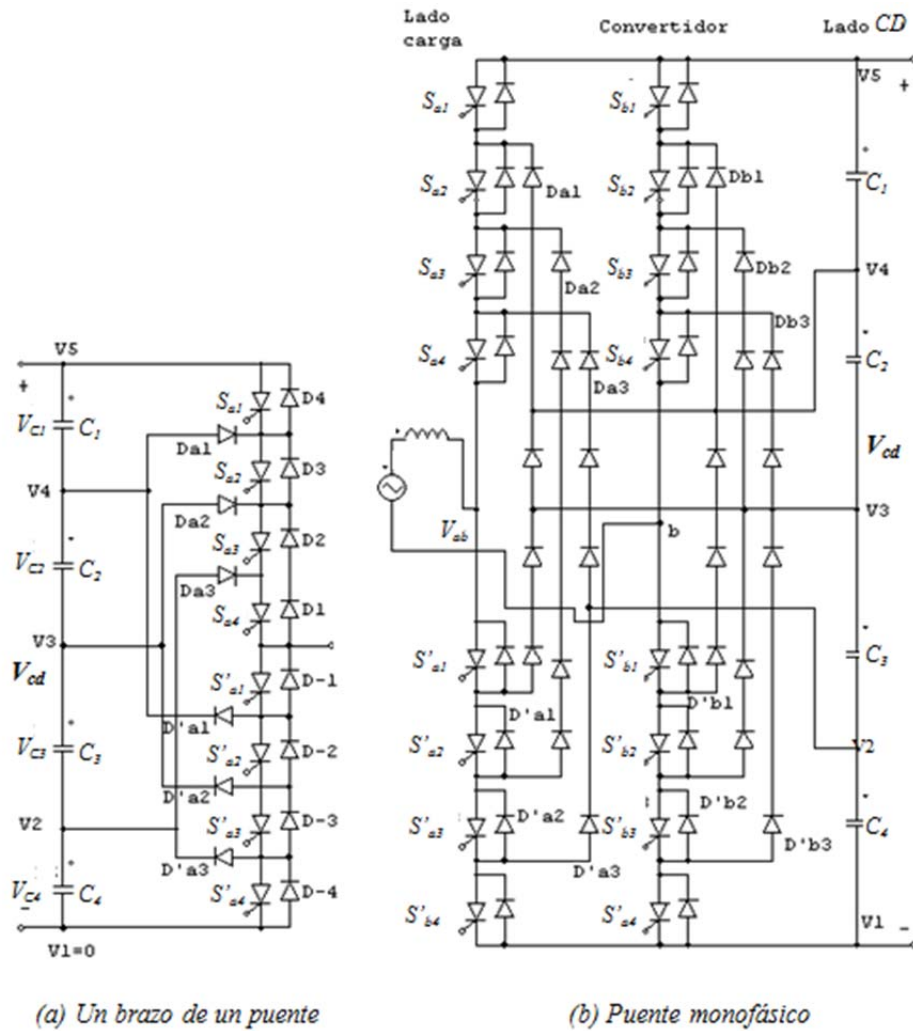 Lado
carga
Convertidor
Lado CD
V5
+
Sa1
Sb1
Sa2
Da1
Sb2
Db1
C1
Sa3
Da2
Sb3
Db2
V4
Sa4
Da3
Sb4
Db3
C2
Vcd
Vab
b
V3
S'a1
D'a1
S'b1
D'b1
C3
S'a2
D'a2
S'b2
D'b2
V2
S'a3
D'a3
S'b3
D'b3
C4
S'b4
S'a4
V1
-
V5
+
VC1
C1
Sa1
D4
Da1
V4
Sa2
D3
Da2
VC2
C2
Sa3
D2
Da3
Sa4
D1
V3
Vcd
S'a1
D-1
D'a1
VC3
C3
S'a2
D-2
D'a2
V2
S'a3
D-3
D'a3
VC4
C4
S'a4
D-4
-
V1=0
(a) Un brazo de un puente
(b) Puente monofásico